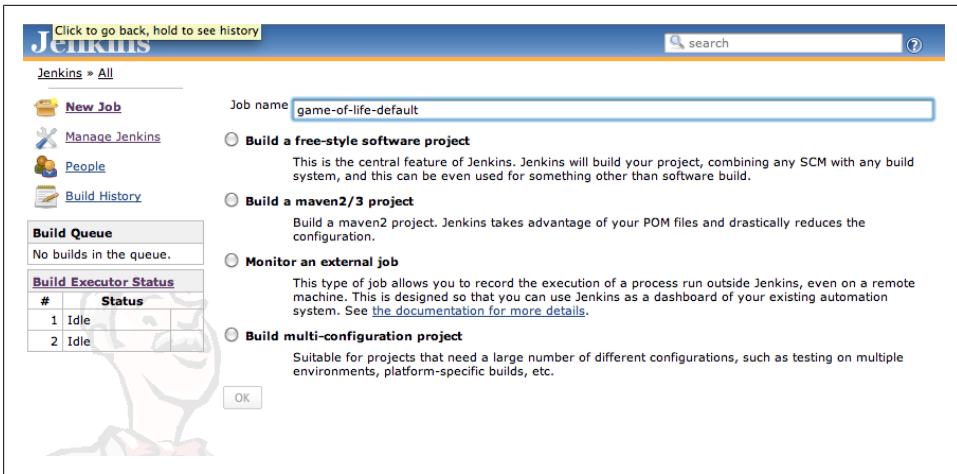 Click to go back, hold to see history
Jenkins
search
Jenkins » All
New Job
Manage Jenkins
People
Build History
Build Queue
No builds in the queue.
Build Executor Status
# Status
1 Idle
2 Idle
Job name game-of-life-default
Build a free-style software project
This is the central feature of Jenkins. Jenkins will build your project, combining any SCM with any build
system, and this can be even used for something other than software build.
Build a maven2/3 project
Build a maven2 project. Jenkins takes advantage of your POM files and drastically reduces the
configuration.
Monitor an external job
This type of job allows you to record the execution of a process run outside Jenkins, even on a remote
machine. This is designed so that you can use Jenkins as a dashboard of your existing automation
system. See the documentation for more details.
Build multi-configuration project
Suitable for projects that need a large number of different configurations, such as testing on multiple
environments, platform-specific builds, etc.
OK